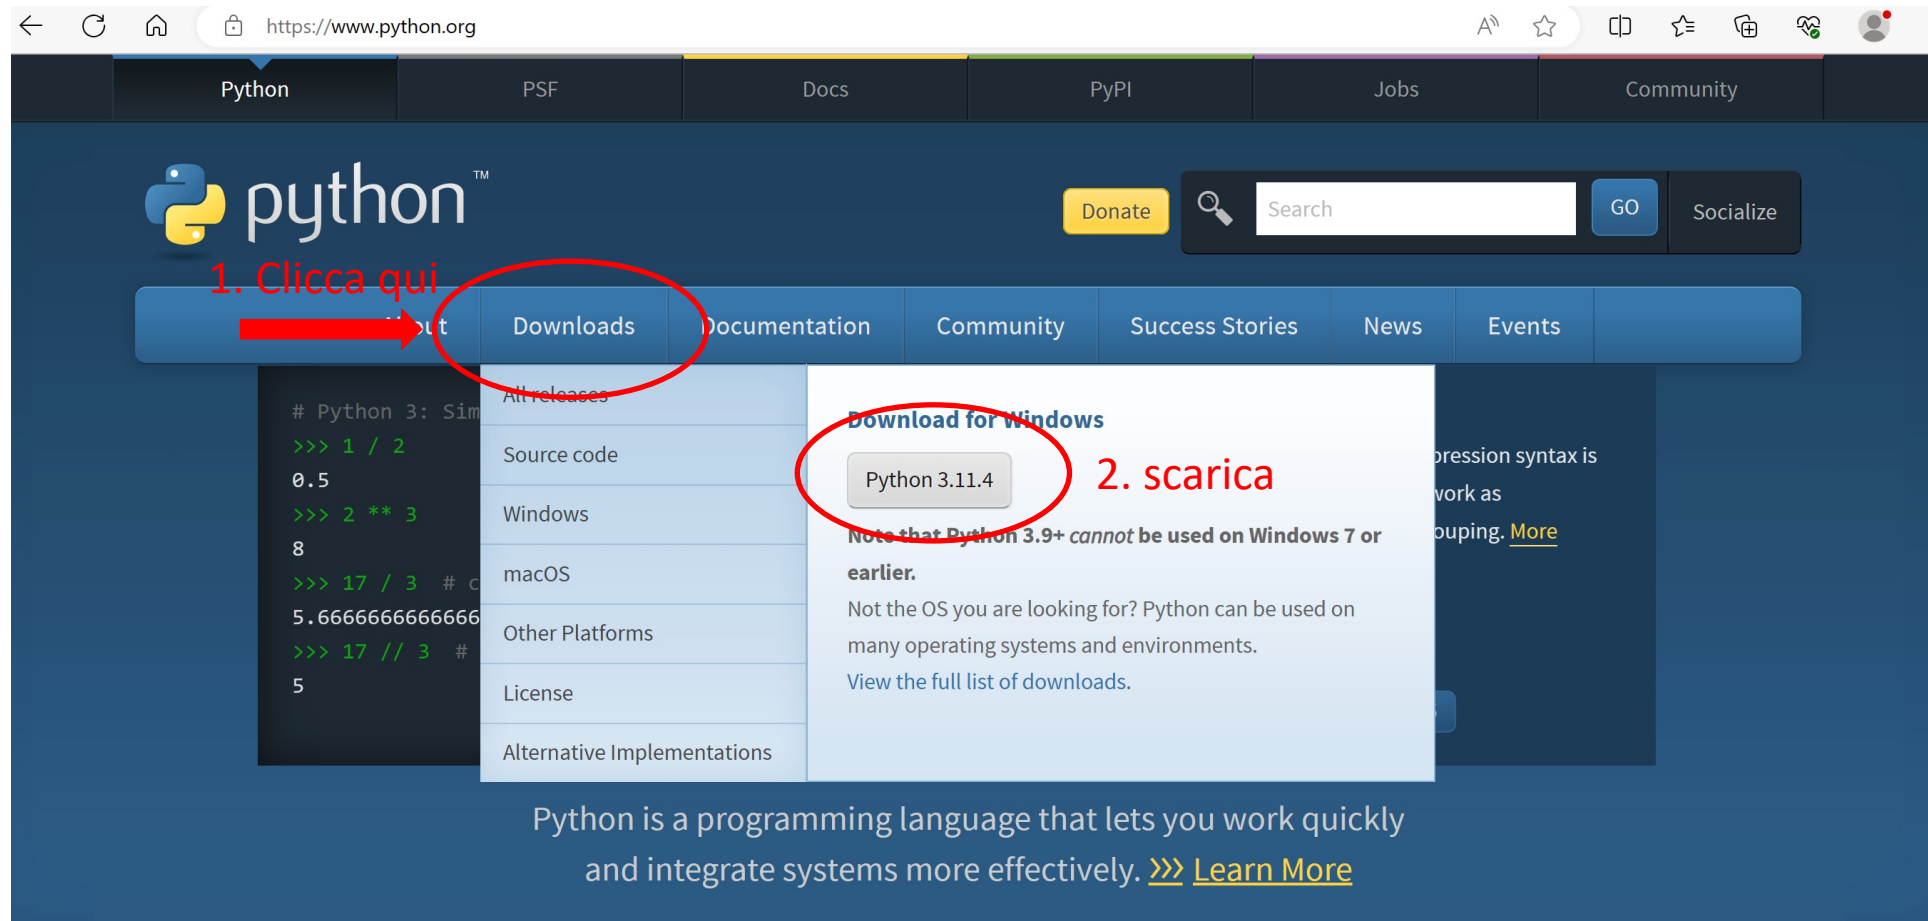 https://www.python.org
Python
PSF
Docs
PyPI
Jobs
Community
python™
Donate
Search
GO
Socialize
1. Clicca qui
Downloads
Documentation
Community
Success Stories
News
Events
All releases
Source code
Windows
macOS
Other Platforms
License
Alternative Implementations
# Python 3: Sim
>>> 1 / 2
0.5
>>> 2 ** 3
8
>>> 17 / 3 # c
5.6666666666666
>>> 17 // 3 #
5
Download for Windows
Python 3.11.4
2. scarica
Note that Python 3.9+ cannot be used on Windows 7 or
earlier.
Not the OS you are looking for? Python can be used on
many operating systems and environments.
View the full list of downloads.
pression syntax is
work as
ouping. More
Python is a programming language that lets you work quickly
and integrate systems more effectively. >>> Learn More